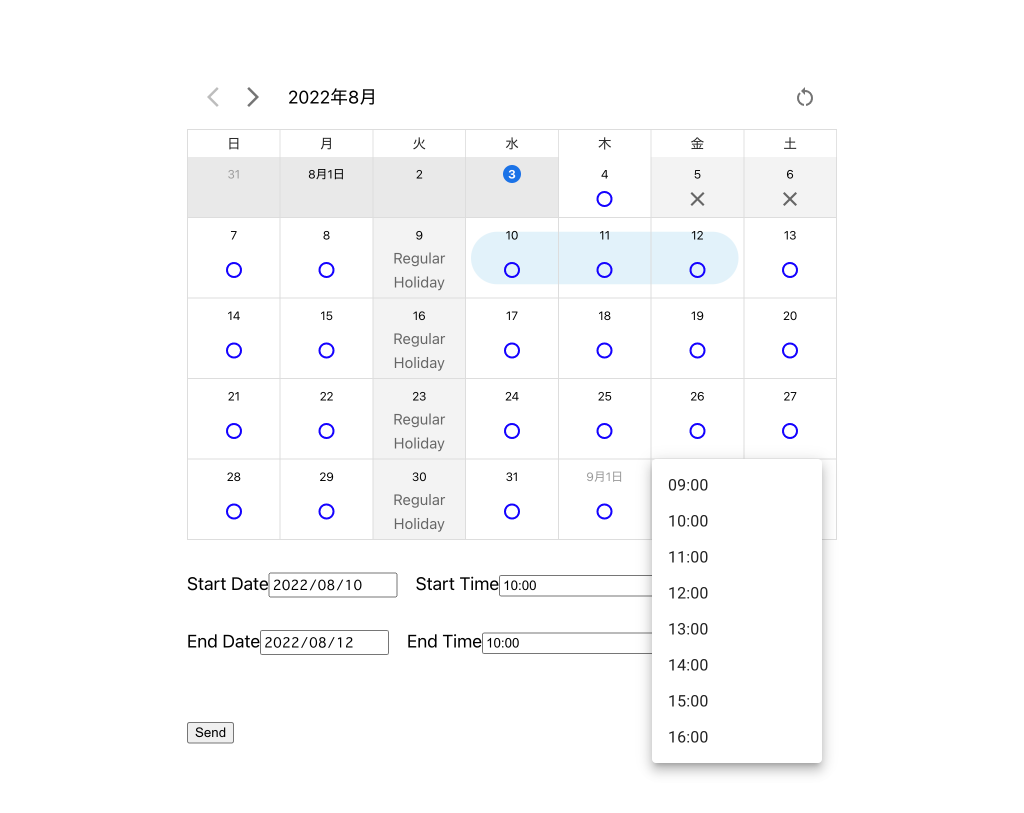 2022年8月
日 月 火 水 木 金 土
31 8月1日 2 3 4 5 6
7 8 9 10 11 12 13
Regular
Holiday
14 15 16 17 18 19 20
Regular
Holiday
21 22 23 24 25 26 27
Regular
Holiday
28 29 30 31 9月1日
Regular
Holiday
09:00
10:00
11:00
12:00
13:00
14:00
15:00
16:00
Start Date 2022/08/10 Start Time 10:00
End Date 2022/08/12 End Time 10:00
Send